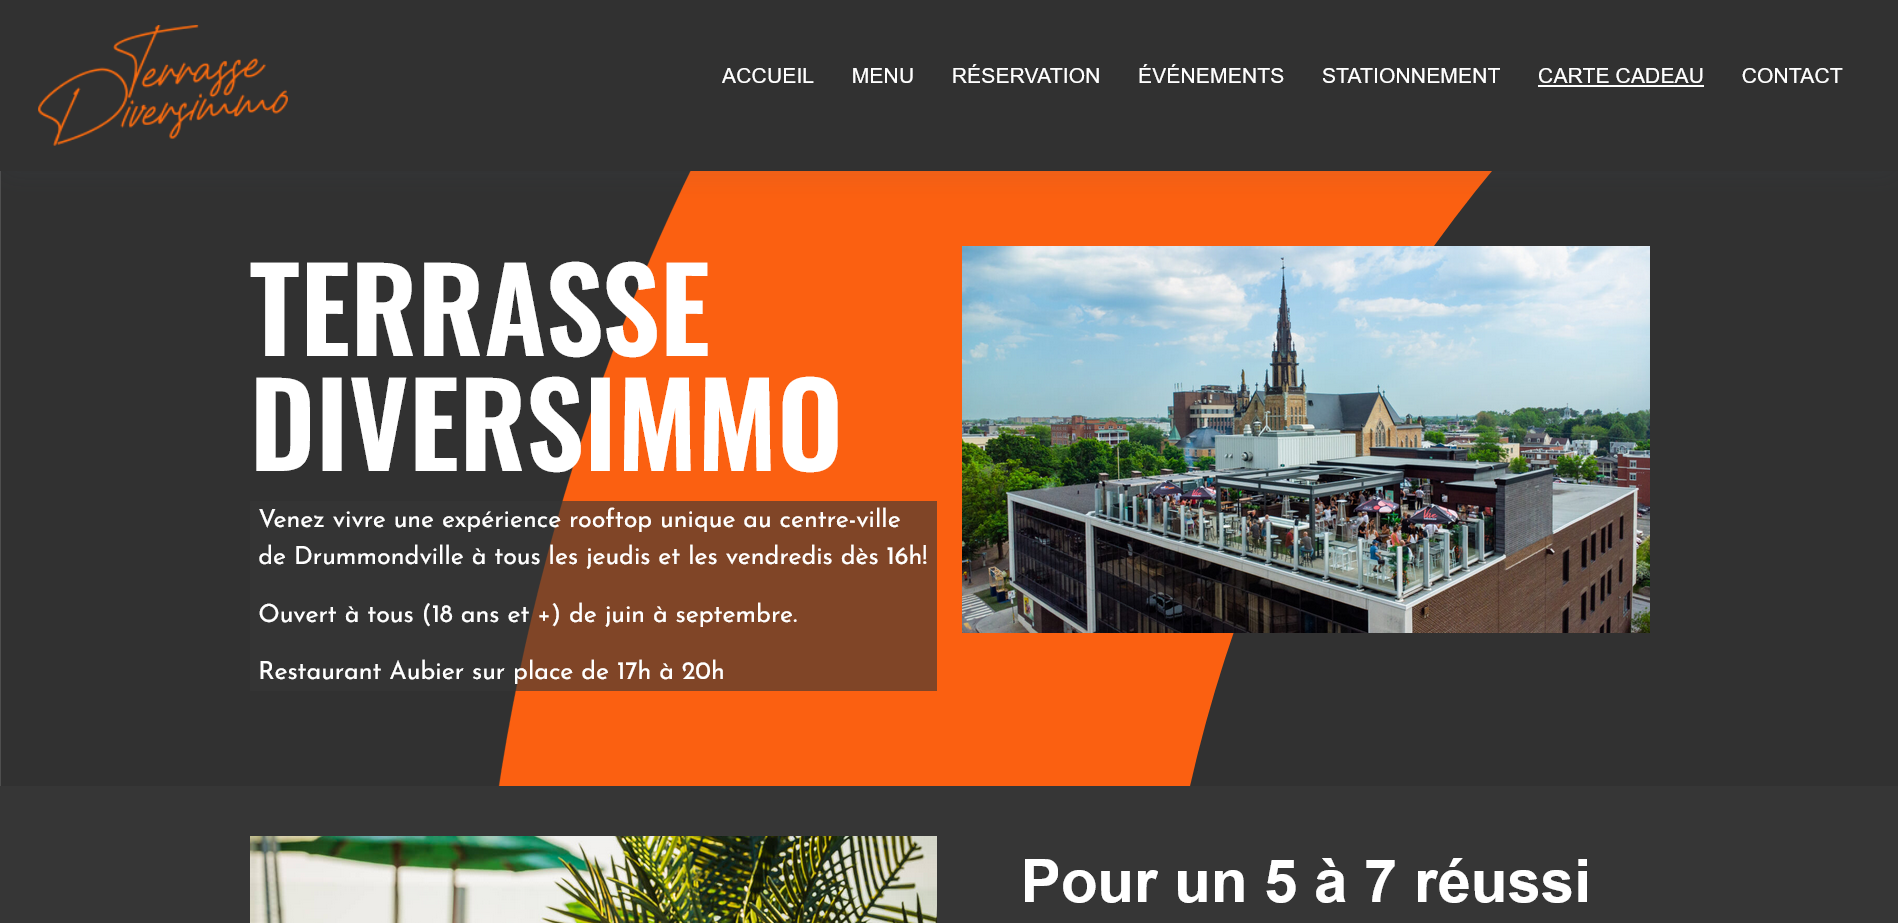 Terrasse
Diversimmo
ACCUEIL MENU RÉSERVATION ÉVÉNEMENTS STATIONNEMENT CARTE CADEAU CONTACT
TERRASSE
DIVERSIMMO
Venez vivre une expérience rooftop unique au centre-ville
de Drummondville à tous les jeudis et les vendredis dès 16h!
Ouvert à tous (18 ans et +) de juin à septembre.
Restaurant Aubier sur place de 17h à 20h
Pour un 5 à 7 réussi